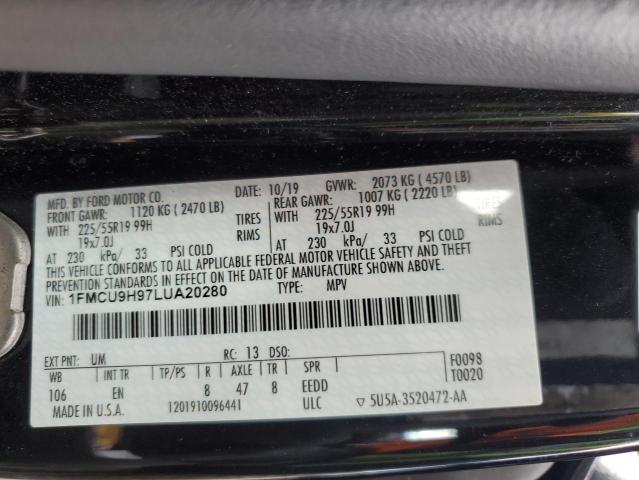 MFD. BY FORD MOTOR CO.
DATE: 10/19 GVWR: 2073 KG ( 4570 LB)
FRONT GAWR: 1120 KG ( 2470 LB)
REAR GAWR: 1007 KG ( 2220 LB)
WITH 225/55R19 99H TIRES
WITH 225/55R19 99H TIRES
19x7.0J RIMS
19x7.0J RIMS
AT 230 kPa/ 33 PSI COLD
AT 230 kPa/ 33 PSI COLD
THIS VEHICLE CONFORMS TO ALL APPLICABLE FEDERAL MOTOR VEHICLE SAFETY AND THEFT
PREVENTION STANDARDS IN EFFECT ON THE DATE OF MANUFACTURE SHOWN ABOVE.
VIN: 1FMCU9H97LUA20280 TYPE: MPV
EXT PNT: UM RC: 13 DSO: F0098
WB INT TR TP/PS R AXLE TR SPR T0020
106 EN 8 47 8 EEDD
MADE IN U.S.A. 1201910096441 ULC ▽ 5U5A-3520472-AA